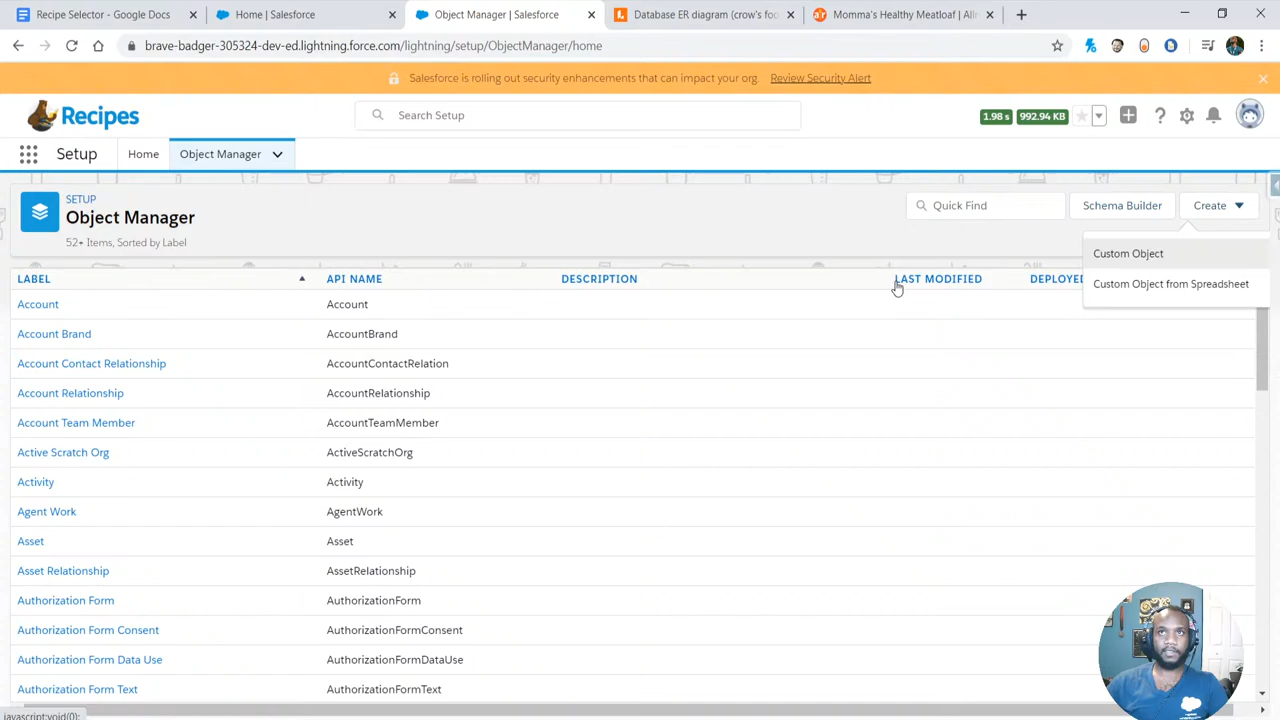 Recipe Selector - Google Docs
Home | Salesforce
Object Manager | Salesforce
Database ER diagram (crow's foo
Momma's Healthy Meatloaf | Allr
brave-badger-305324-dev-ed.lightning.force.com/lightning/setup/ObjectManager/home
Salesforce is rolling out security enhancements that can impact your org. Review Security Alert
Recipes
Search Setup
1.98 s 992.94 KB
Setup Home Object Manager
SETUP
Object Manager
52+ Items, Sorted by Label
Quick Find
Schema Builder
Create
Custom Object
Custom Object from Spreadsheet
LABEL API NAME DESCRIPTION LAST MODIFIED DEPLOYED
Account Account
Account Brand AccountBrand
Account Contact Relationship AccountContactRelation
Account Relationship AccountRelationship
Account Team Member AccountTeamMember
Active Scratch Org ActiveScratchOrg
Activity Activity
Agent Work AgentWork
Asset Asset
Asset Relationship AssetRelationship
Authorization Form AuthorizationForm
Authorization Form Consent AuthorizationFormConsent
Authorization Form Data Use AuthorizationFormDataUse
Authorization Form Text AuthorizationFormText
javascript:void(0);